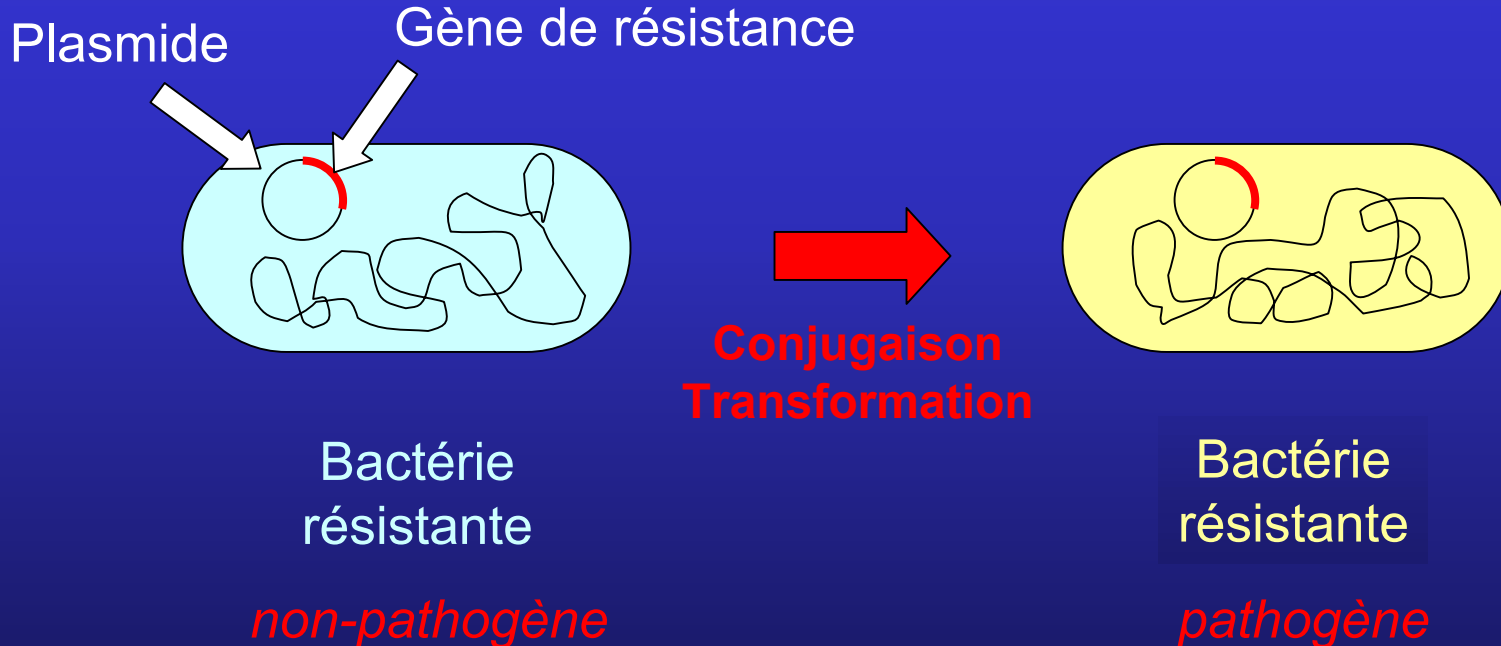 Plasmide
Gène de résistance
Conjugaison
Transformation
Bactérie
résistante
non-pathogène
Bactérie
résistante
pathogène